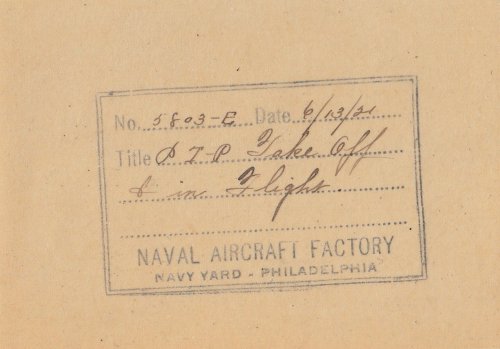 No. 5803-E Date 6/13/21
Title P T P Take Off
& in Flight.
NAVAL AIRCRAFT FACTORY
NAVY YARD - PHILADELPHIA